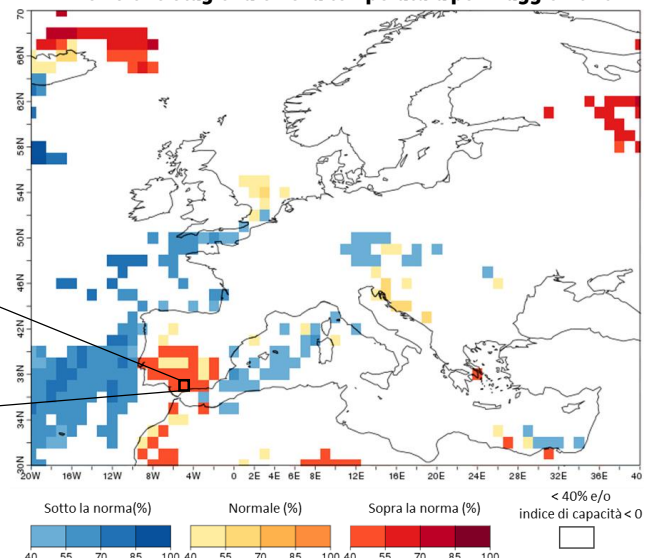 70
66N
62N
58N
54N
50N
46N
42N
38N
34N
30N
20W 16W 12W 8W 4W 0 2E 4E 6E 8E 12E 16E 20E 24E 28E 32E 36E 40
Sotto la norma(%) Normale (%) Sopra la norma (%) < 40% e/o
indice di capacità < 0
40 55 70 85 100 40 55 70 85 100 40 55 70 85 100